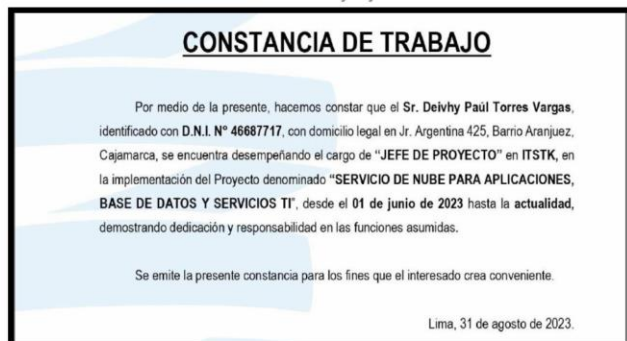 CONSTANCIA DE TRABAJO
Por medio de la presente, hacemos constar que el Sr. Deivhy Paúl Torres Vargas,
identificado con D.N.I. N° 46687717, con domicilio legal en Jr. Argentina 425, Barrio Aranjuez,
Cajamarca, se encuentra desempeñando el cargo de "JEFE DE PROYECTO" en ITSTK, en
la implementación del Proyecto denominado "SERVICIO DE NUBE PARA APLICACIONES,
BASE DE DATOS Y SERVICIOS TI", desde el 01 de junio de 2023 hasta la actualidad,
demostrando dedicación y responsabilidad en las funciones asumidas.
Se emite la presente constancia para los fines que el interesado crea conveniente.
Lima, 31 de agosto de 2023.